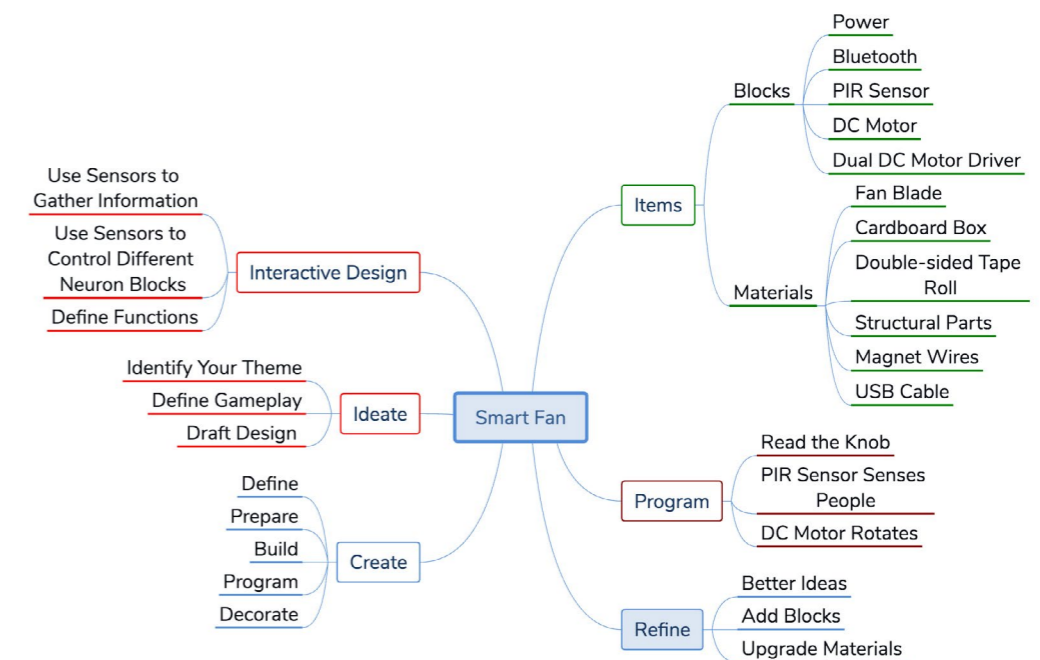 Smart Fan
Interactive Design
Use Sensors to
Gather Information
Use Sensors to
Control Different
Neuron Blocks
Define Functions
Ideate
Identify Your Theme
Define Gameplay
Draft Design
Create
Define
Prepare
Build
Program
Decorate
Items
Blocks
Power
Bluetooth
PIR Sensor
DC Motor
Dual DC Motor Driver
Materials
Fan Blade
Cardboard Box
Double-sided Tape
Roll
Structural Parts
Magnet Wires
USB Cable
Program
Read the Knob
PIR Sensor Senses
People
DC Motor Rotates
Refine
Better Ideas
Add Blocks
Upgrade Materials